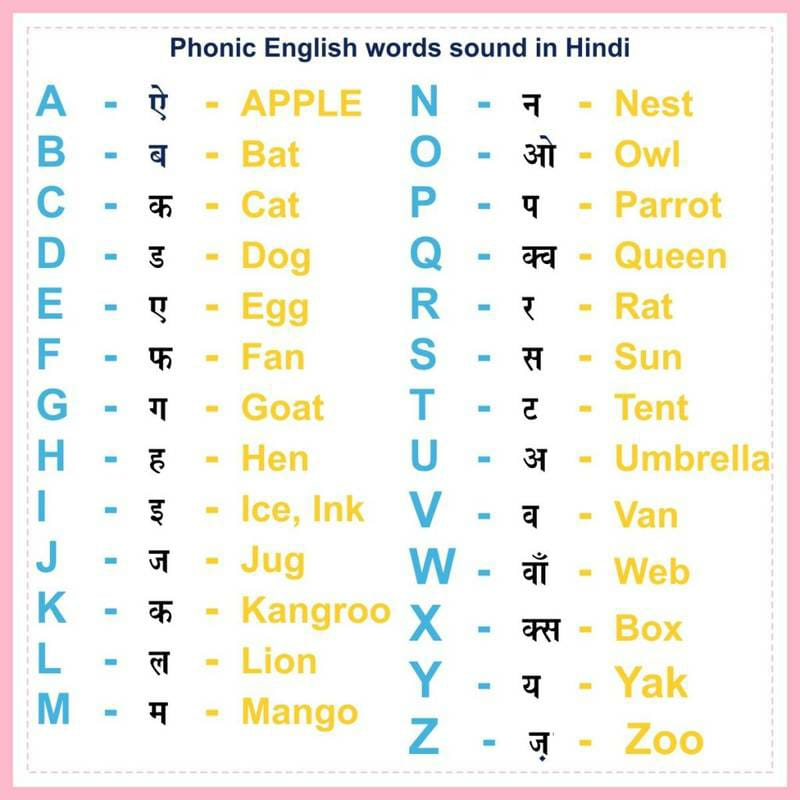 Phonic English words sound in Hindi
A - ऐ - APPLE
B - ब - Bat
C - क - Cat
D - ड - Dog
E - ए - Egg
F - फ - Fan
G - ग - Goat
H - ह - Hen
I - इ - Ice, Ink
J - ज - Jug
K - क - Kangroo
L - ल - Lion
M - म - Mango
N - न - Nest
O - ओ - Owl
P - प - Parrot
Q - क्व - Queen
R - र - Rat
S - स - Sun
T - ट - Tent
U - अ - Umbrella
V - व - Van
W - वाँ - Web
X - क्स - Box
Y - य - Yak
Z - ज़ - Zoo